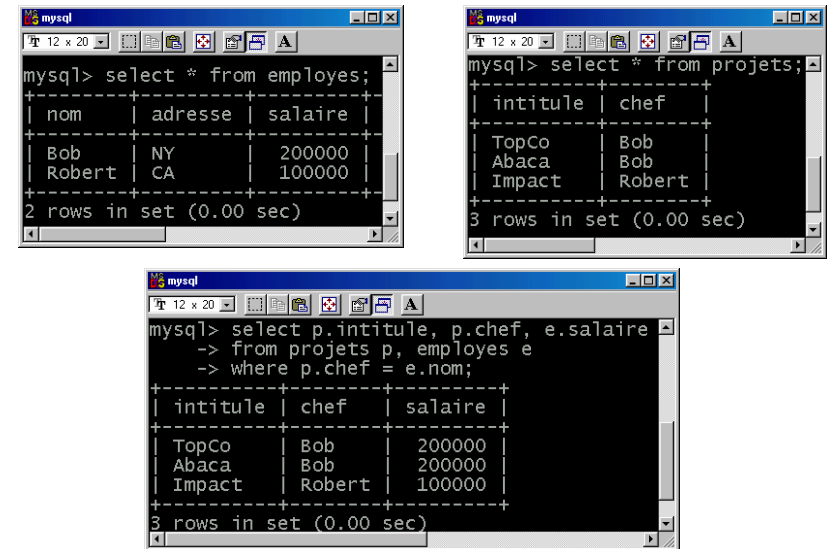 mysql
12 x 20
A
mysql> select * from employes;
+---------+---------+---------+
| nom | adresse | salaire |
+---------+---------+---------+
| Bob | NY | 200000 |
| Robert | CA | 100000 |
+---------+---------+---------+
2 rows in set (0.00 sec)
mysql
12 x 20
A
mysql> select * from projets;
+----------+--------+
| intitule | chef |
+----------+--------+
| TopCo | Bob |
| Abaca | Bob |
| Impact | Robert |
+----------+--------+
3 rows in set (0.00 sec)
mysql
12 x 20
A
mysql> select p.intitule, p.chef, e.salaire
-> from projets p, employes e
-> where p.chef = e.nom;
+----------+--------+---------+
| intitule | chef | salaire |
+----------+--------+---------+
| TopCo | Bob | 200000 |
| Abaca | Bob | 200000 |
| Impact | Robert | 100000 |
+----------+--------+---------+
3 rows in set (0.00 sec)